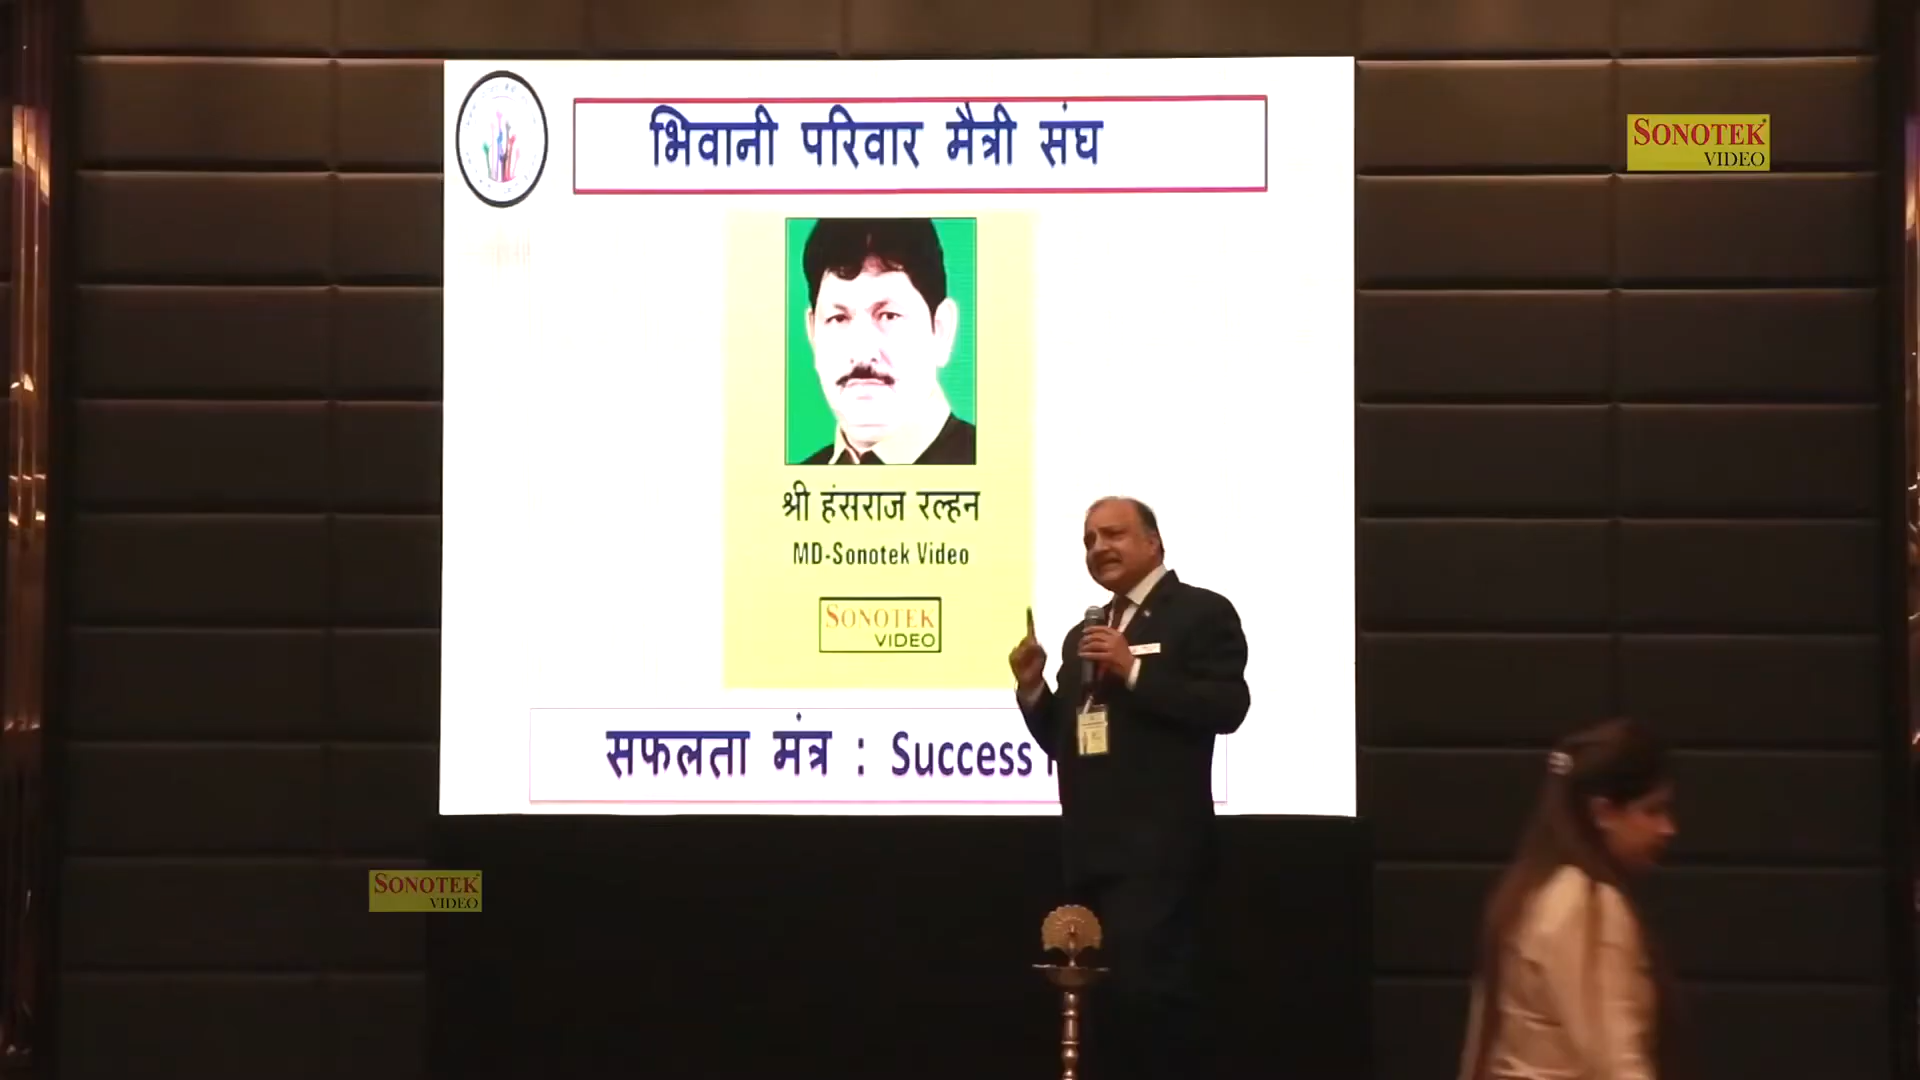 भिवानी परिवार मैत्री संघ
SONOTEK
VIDEO
श्री हंसराज रल्हन
MD-Sonotek Video
SONOTEK
VIDEO
सफलता मंत्र : Success
SONOTEK
VIDEO